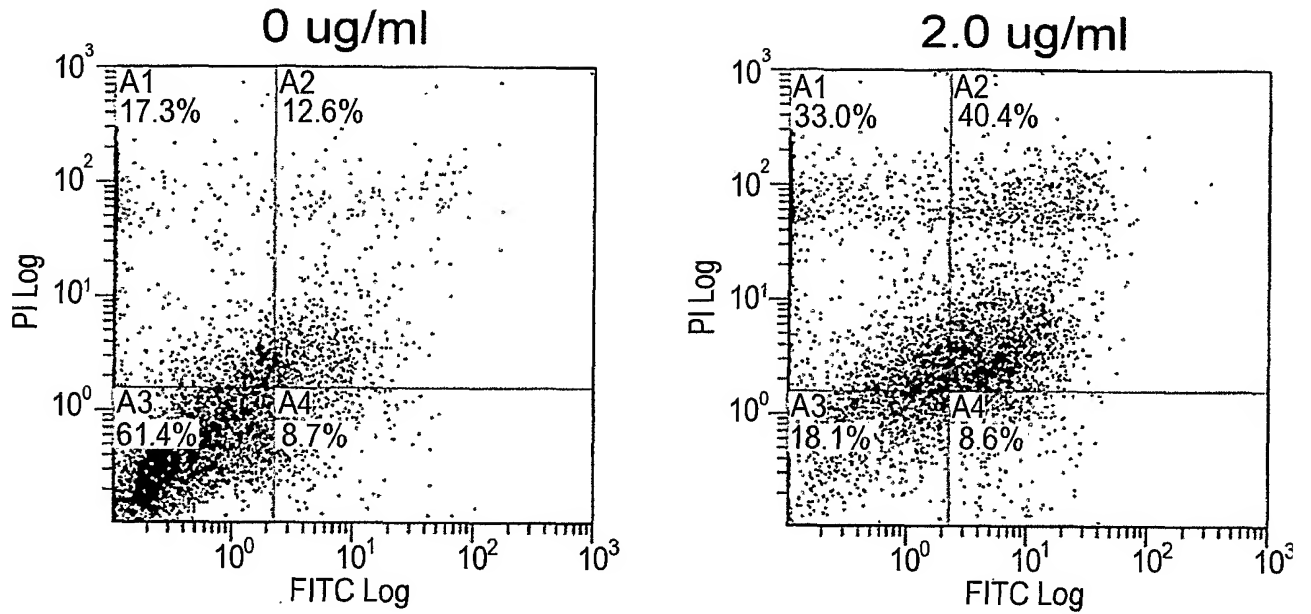 0 ug/ml
10³
A1
17.3%
A2
12.6%
10²
10¹
10⁰
A3
61.4%
A4
8.7%
PI Log
10⁰ 10¹ 10² 10³
FITC Log
2.0 ug/ml
10³
A1
33.0%
A2
40.4%
10²
10¹
10⁰
A3
18.1%
A4
8.6%
PI Log
10⁰ 10¹ 10² 10³
FITC Log